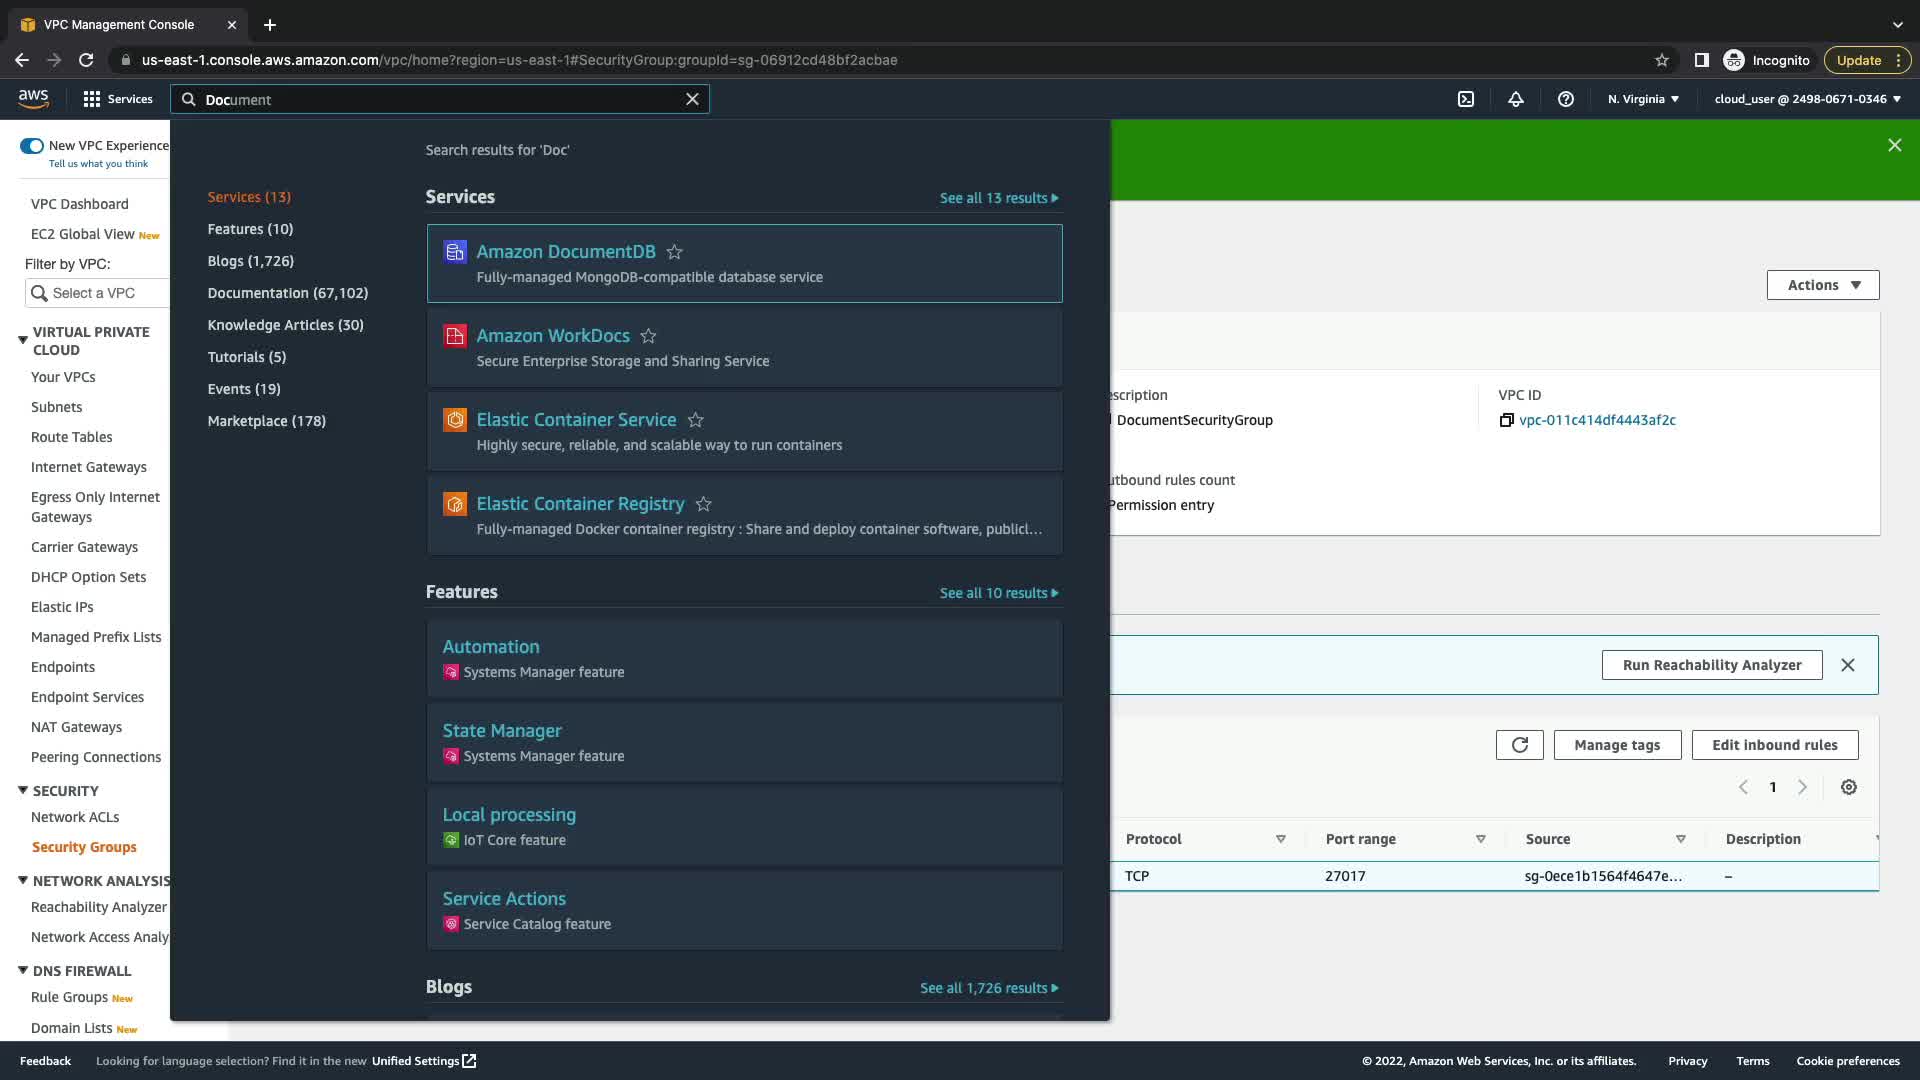 VPC Management Console
us-east-1.console.aws.amazon.com/vpc/home?region=us-east-1#SecurityGroup:groupId=sg-06912cd48bf2acbae
Incognito
Update
aws
Services
Document
N. Virginia
cloud_user @ 2498-0671-0346
New VPC Experience
Tell us what you think
VPC Dashboard
EC2 Global View New
Filter by VPC:
Select a VPC
VIRTUAL PRIVATE
CLOUD
Your VPCs
Subnets
Route Tables
Internet Gateways
Egress Only Internet
Gateways
Carrier Gateways
DHCP Option Sets
Elastic IPs
Managed Prefix Lists
Endpoints
Endpoint Services
NAT Gateways
Peering Connections
SECURITY
Network ACLs
Security Groups
NETWORK ANALYSIS
Reachability Analyzer
Network Access Analy
DNS FIREWALL
Rule Groups New
Domain Lists New
Search results for 'Doc'
Services (13)
Features (10)
Blogs (1,726)
Documentation (67,102)
Knowledge Articles (30)
Tutorials (5)
Events (19)
Marketplace (178)
Services
See all 13 results
Amazon DocumentDB
Fully-managed MongoDB-compatible database service
Amazon WorkDocs
Secure Enterprise Storage and Sharing Service
Elastic Container Service
Highly secure, reliable, and scalable way to run containers
Elastic Container Registry
Fully-managed Docker container registry : Share and deploy container software, publicl...
Features
See all 10 results
Automation
Systems Manager feature
State Manager
Systems Manager feature
Local processing
IoT Core feature
Service Actions
Service Catalog feature
Blogs
See all 1,726 results
Actions
escription
DocumentSecurityGroup
VPC ID
vpc-011c414df4443af2c
utbound rules count
Permission entry
Run Reachability Analyzer
Manage tags
Edit inbound rules
1
Protocol
Port range
Source
Description
TCP
27017
sg-0ece1b1564f4647e...
–
Feedback
Looking for language selection? Find it in the new Unified Settings
© 2022, Amazon Web Services, Inc. or its affiliates.
Privacy
Terms
Cookie preferences